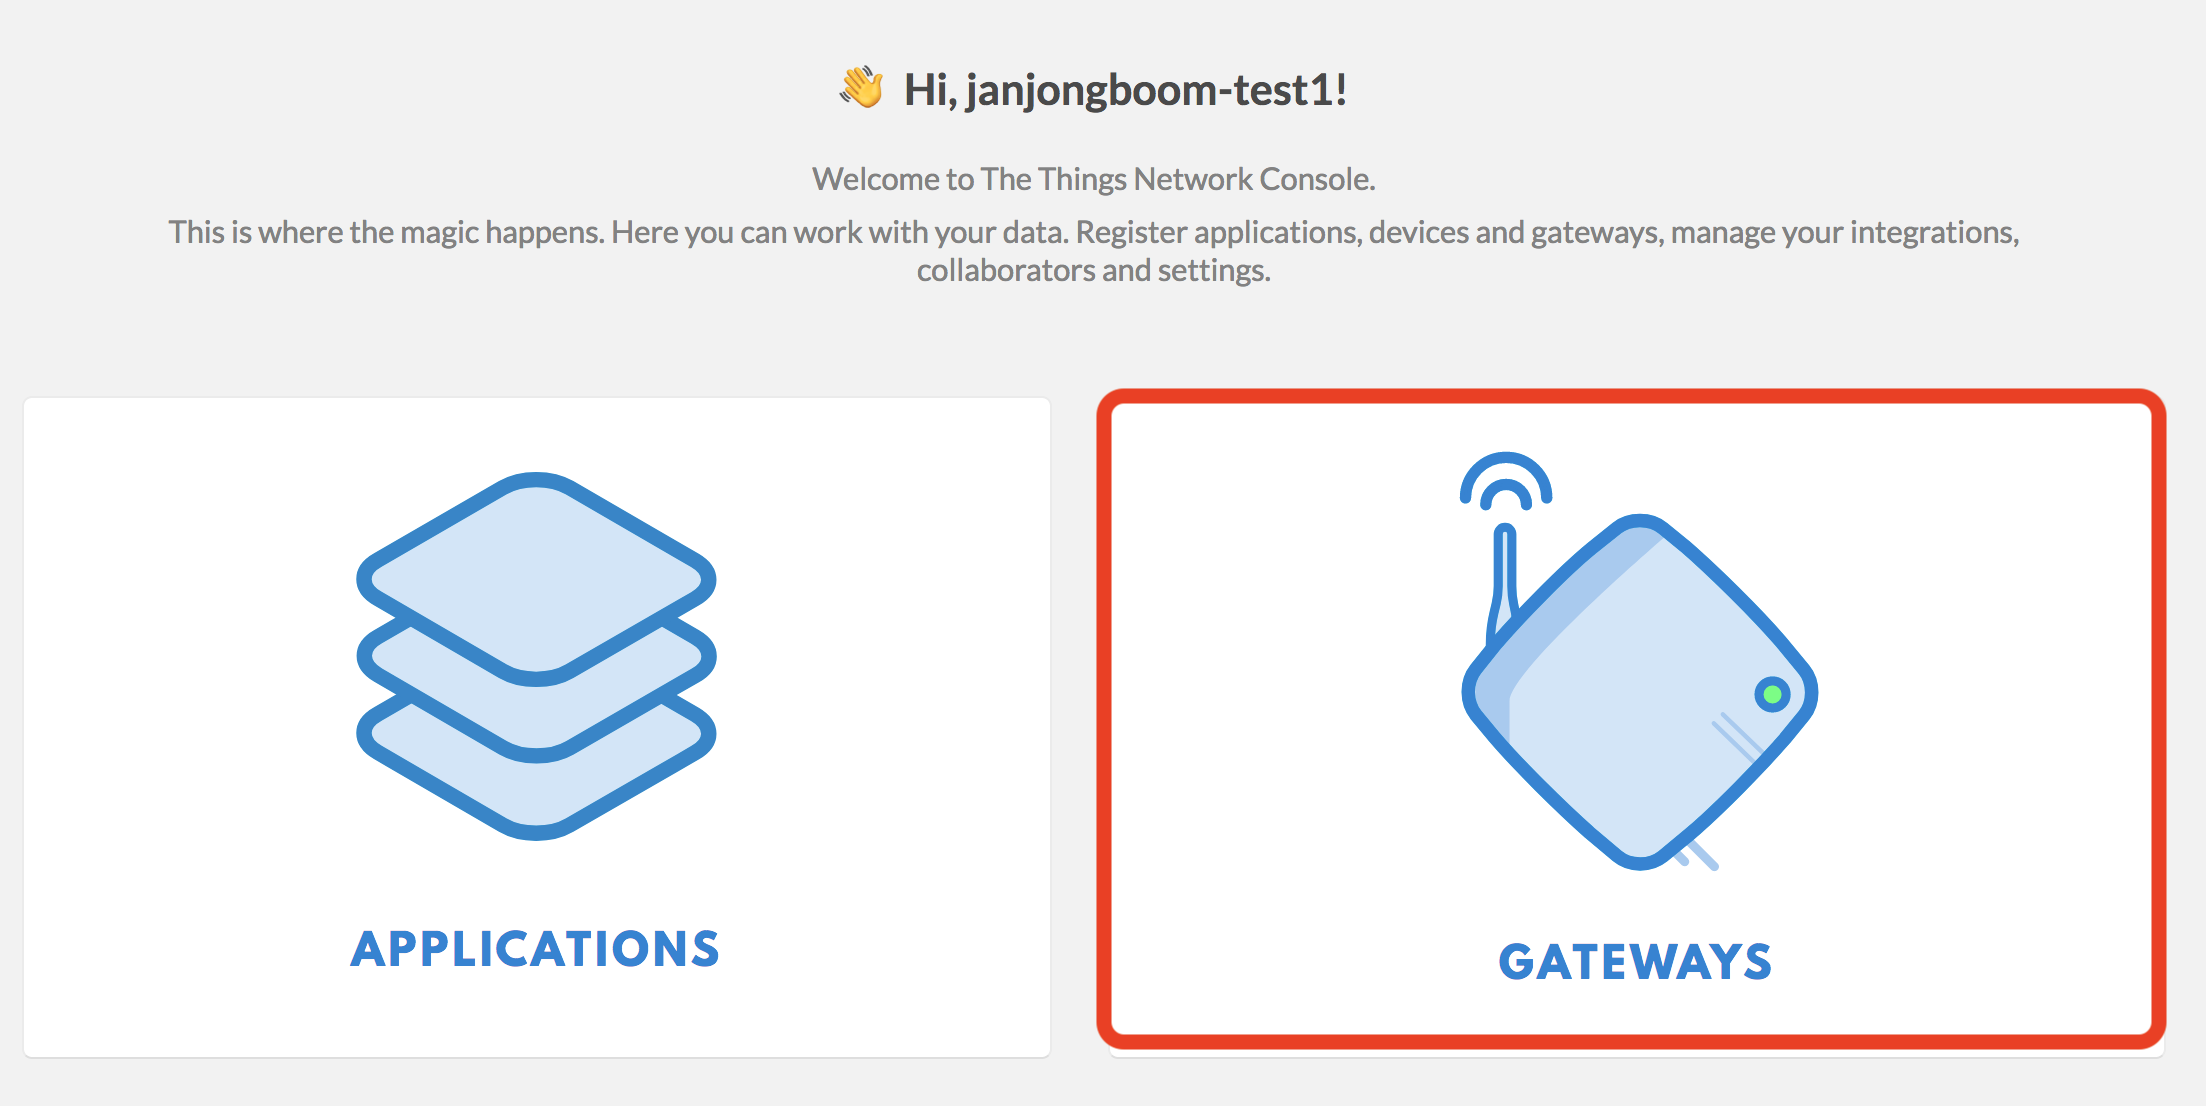 👋 Hi, janjongboom-test1!
Welcome to The Things Network Console.
This is where the magic happens. Here you can work with your data. Register applications, devices and gateways, manage your integrations,
collaborators and settings.
APPLICATIONS
GATEWAYS